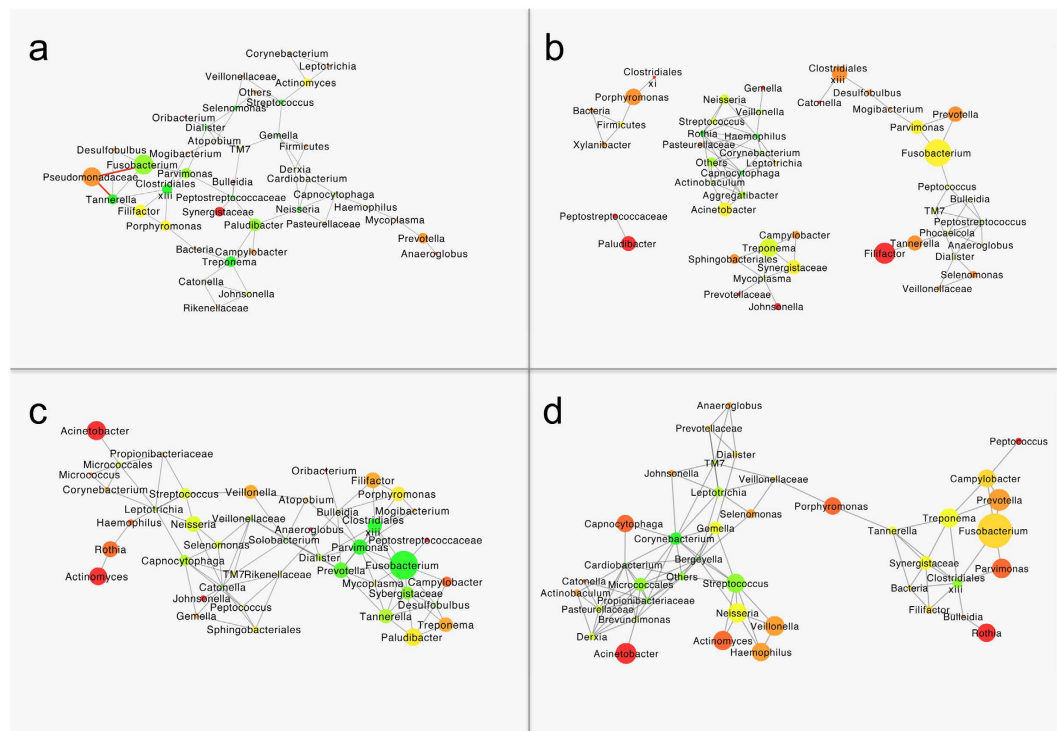 a
Corynebacterium
Leptotrichia
Veillonellaceae
Actinomyces
Others
Streptococcus
Selenomonas
Oribacterium
Dialister
Gemella
Atopobium
Firmicutes
TM7
Desulfobulbus
Mogibacterium
Fusobacterium
Derxia
Pseudomonadaceae
Parvimonas
Cardiobacterium
Clostridiales
xiii
Bulleidia
Tannerella
Peptostreptococcaceae
Capnocytophaga
Filifactor
Synergistaceae
Neisseria
Haemophilus
Porphyromonas
Paludibacter
Pasteurellaceae
Mycoplasma
Prevotella
Bacteria
Campylobacter
Anaeroglobus
Treponema
Catonella
Johnsonella
Rikenellaceae
b
Clostridiales
xi
Clostridiales
xiii
Porphyromonas
Gemella
Desulfobulbus
Bacteria
Neisseria
Catonella
Mogibacterium
Prevotella
Firmicutes
Streptococcus
Veillonella
Parvimonas
Rothia
Haemophilus
Xylanibacter
Pasteurellaceae
Corynebacterium
Fusobacterium
Others
Leptotrichia
Capnocytophaga
Actinobaculum
Peptococcus
Aggregatibacter
Bulleidia
Acinetobacter
TM7
Peptostreptococcaceae
Peptostreptococcus
Phocaeicola
Paludibacter
Campylobacter
Tannerella
Anaeroglobus
Treponema
Filifactor
Dialister
Sphingobacteriales
Synergistaceae
Selenomonas
Mycoplasma
Veillonellaceae
Prevotellaceae
Johnsonella
c
Acinetobacter
Propionibacteriaceae
Micrococcales
Oribacterium
Micrococcus
Filifactor
Corynebacterium
Streptococcus
Veillonella
Porphyromonas
Atopobium
Leptotrichia
Bulleidia
Mogibacterium
Haemophilus
Neisseria
Veillonellaceae
Clostridiales
xiii
Anaeroglobus
Solobacterium
Peptostreptococcaceae
Rothia
Selenomonas
Parvimonas
Capnocytophaga
Dialister
Fusobacterium
Actinomyces
TM7
Rikenellaceae
Prevotella
Catonella
Mycoplasma
Campylobacter
Johnsonella
Sybergistaceae
Peptococcus
Desulfobulbus
Gemella
Tannerella
Treponema
Sphingobacteriales
Paludibacter
d
Anaeroglobus
Prevotellaceae
Peptococcus
Dialister
TM7
Johnsonella
Veillonellaceae
Campylobacter
Leptotrichia
Prevotella
Porphyromonas
Selenomonas
Capnocytophaga
Treponema
Gemella
Tannerella
Fusobacterium
Corynebacterium
Bergeyella
Cardiobacterium
Synergistaceae
Parvimonas
Others
Clostridiales
xiii
Catonella
Micrococcales
Streptococcus
Bacteria
Actinobaculum
Propionibacteriaceae
Pasteurellaceae
Neisseria
Filifactor
Brevundimonas
Bulleidia
Veillonella
Rothia
Derxia
Actinomyces
Acinetobacter
Haemophilus